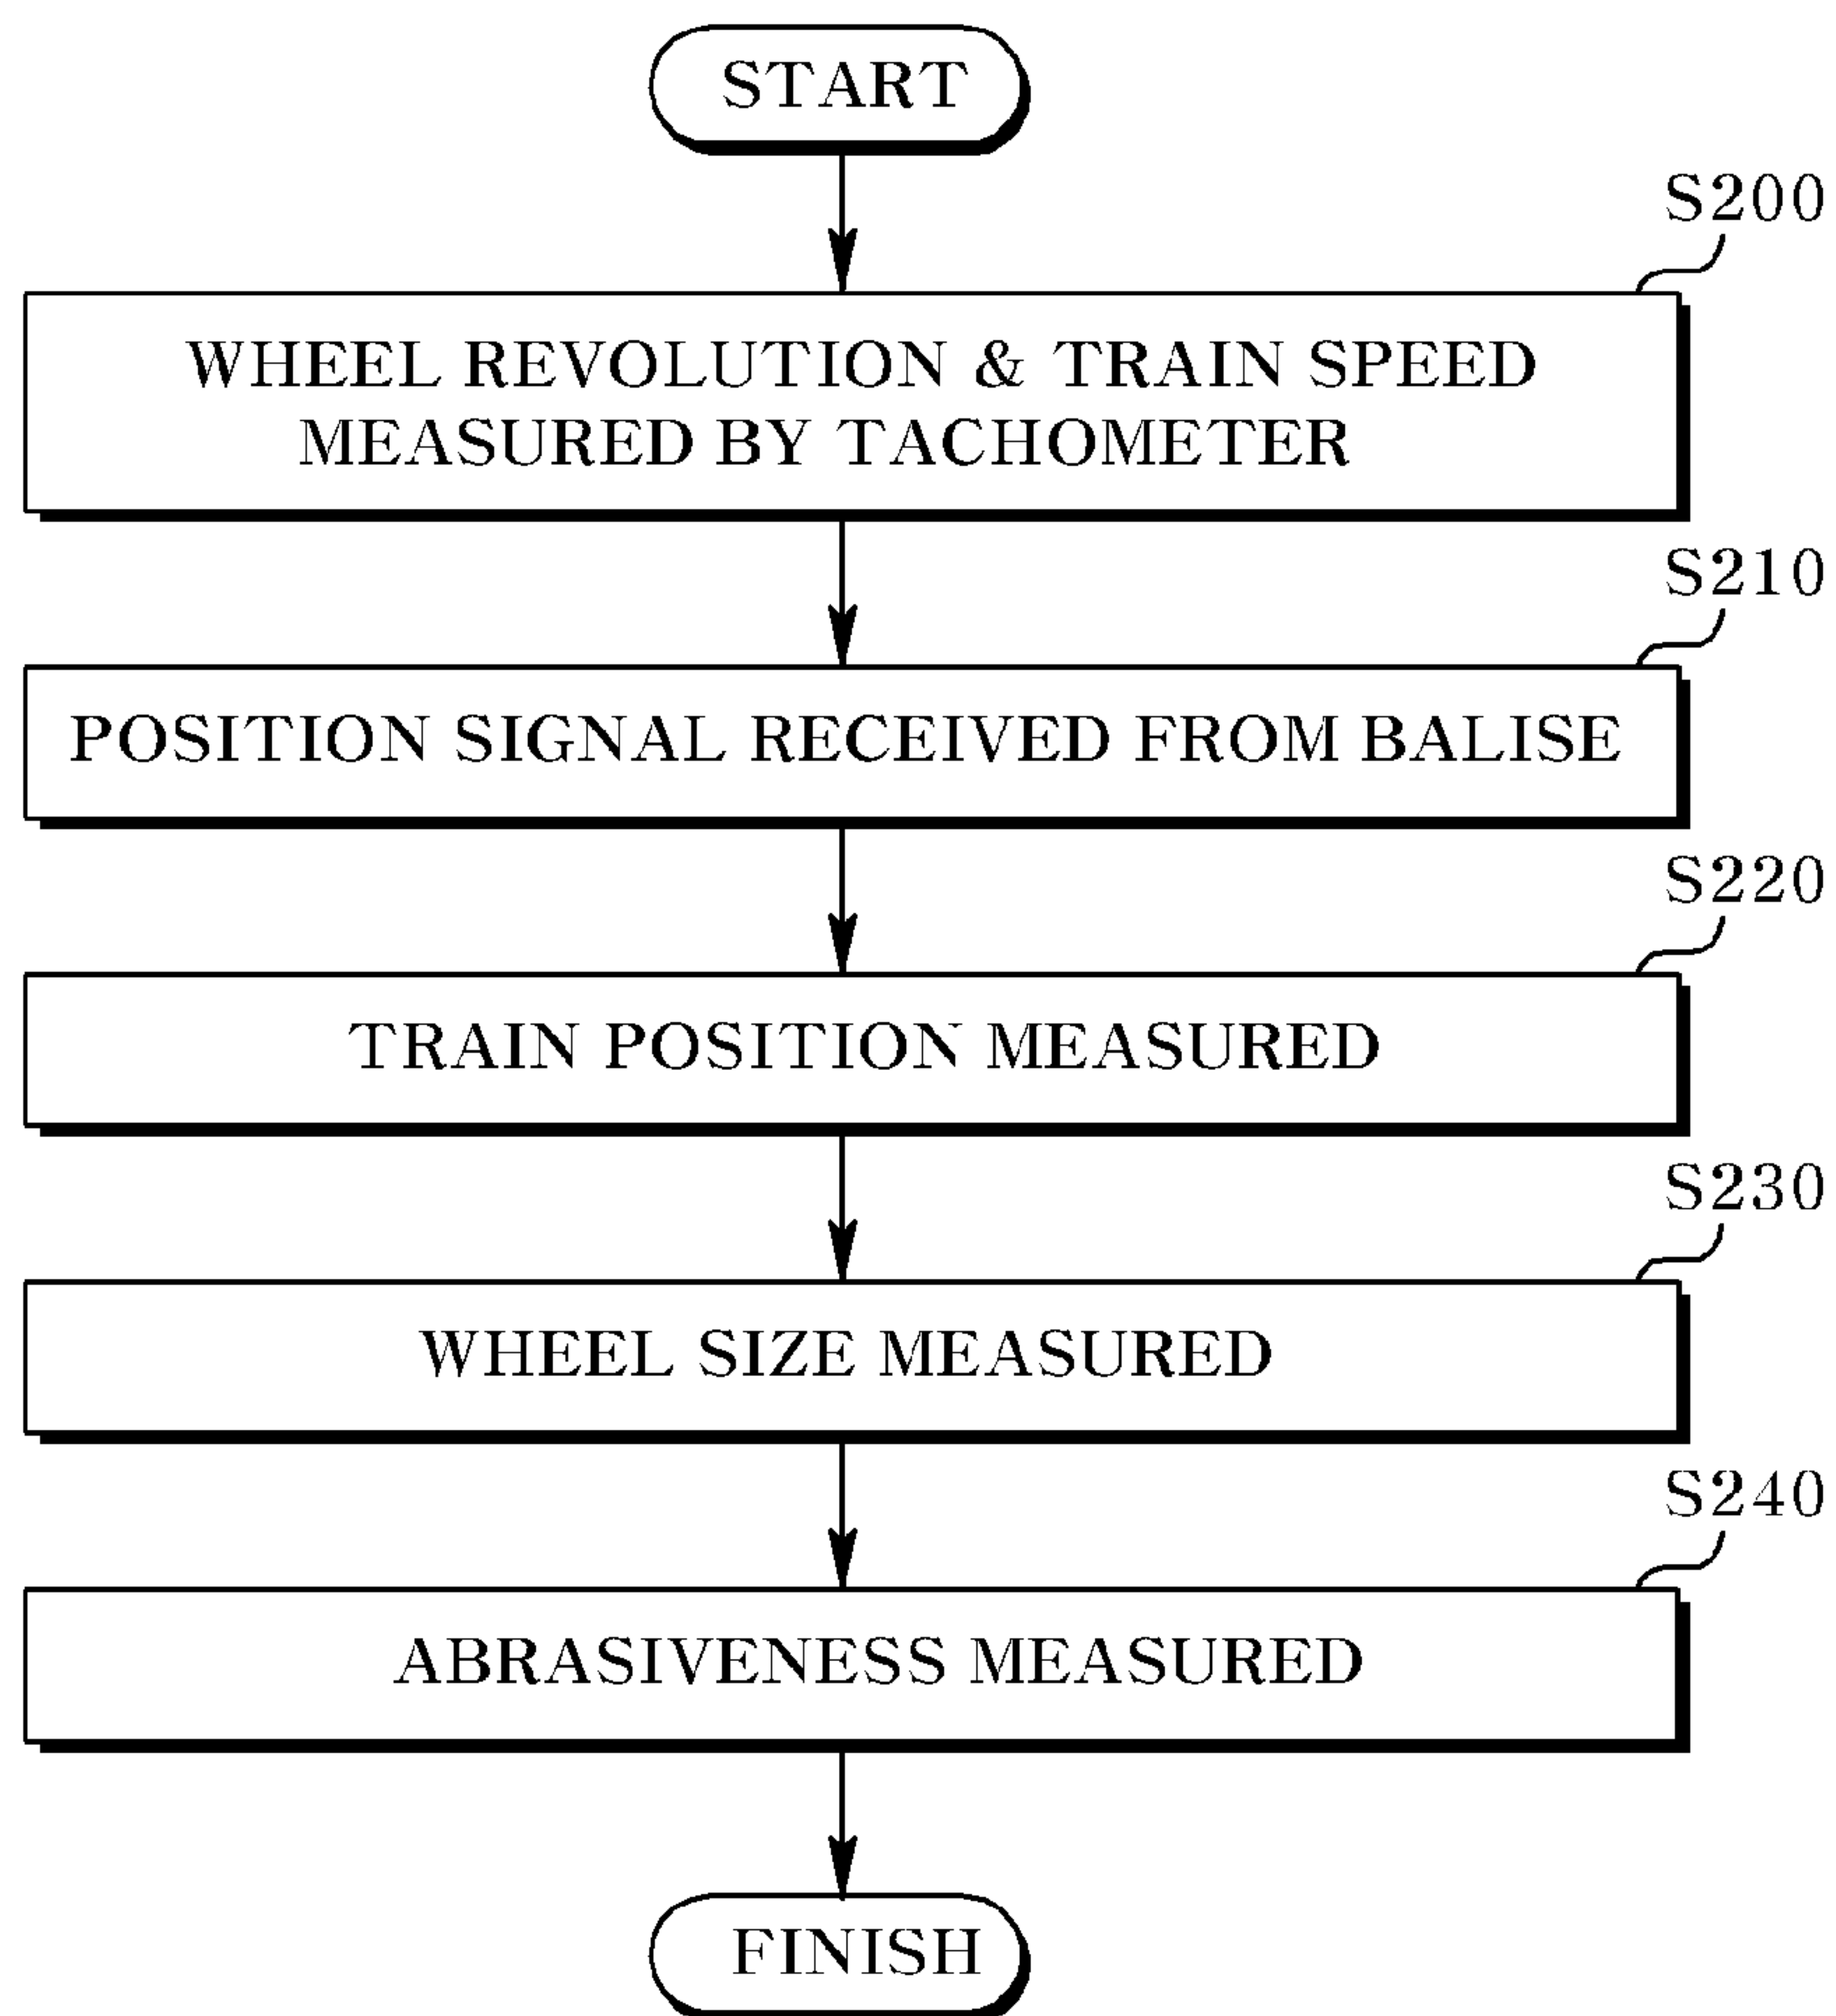 START
S200
WHEEL REVOLUTION & TRAIN SPEED
MEASURED BY TACHOMETER
S210
POSITION SIGNAL RECEIVED FROM BALISE
S220
TRAIN POSITION MEASURED
S230
WHEEL SIZE MEASURED
S240
ABRASIVENESS MEASURED
FINISH